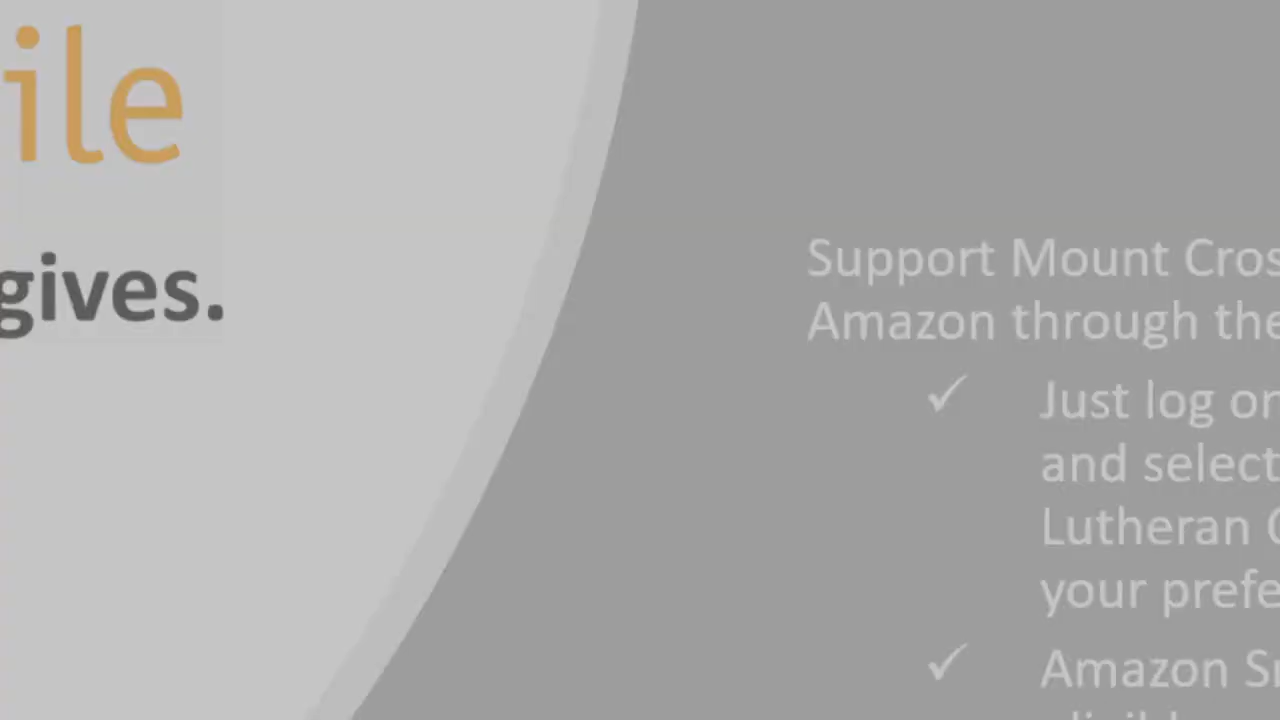 ile
gives.
Support Mount Cros
Amazon through the
✓ Just log on
and select
Lutheran
your prefe
✓ Amazon